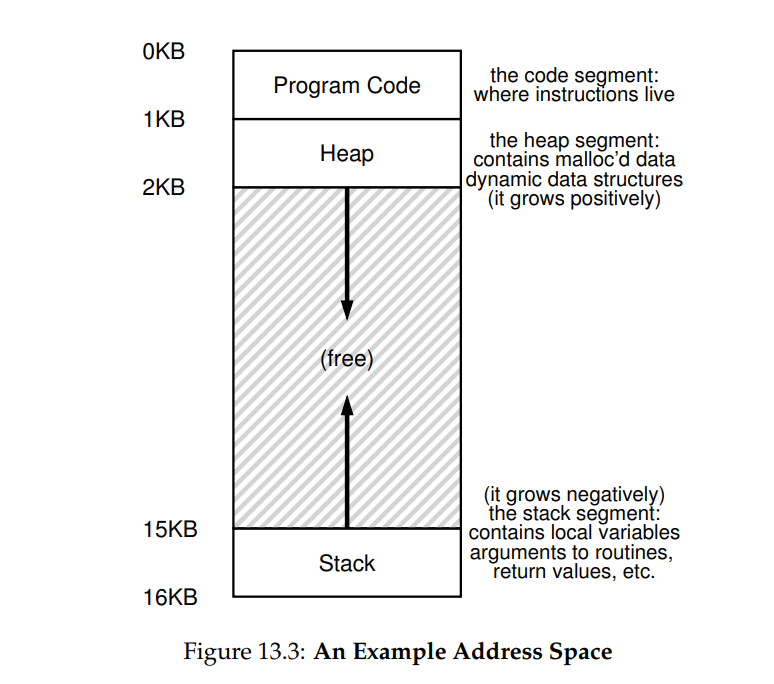 0KB
Program Code
the code segment:
where instructions live
1KB
Heap
the heap segment:
contains malloc'd data
dynamic data structures
(it grows positively)
2KB
(free)
(it grows negatively)
the stack segment:
contains local variables
arguments to routines,
return values, etc.
15KB
Stack
16KB
Figure 13.3: An Example Address Space